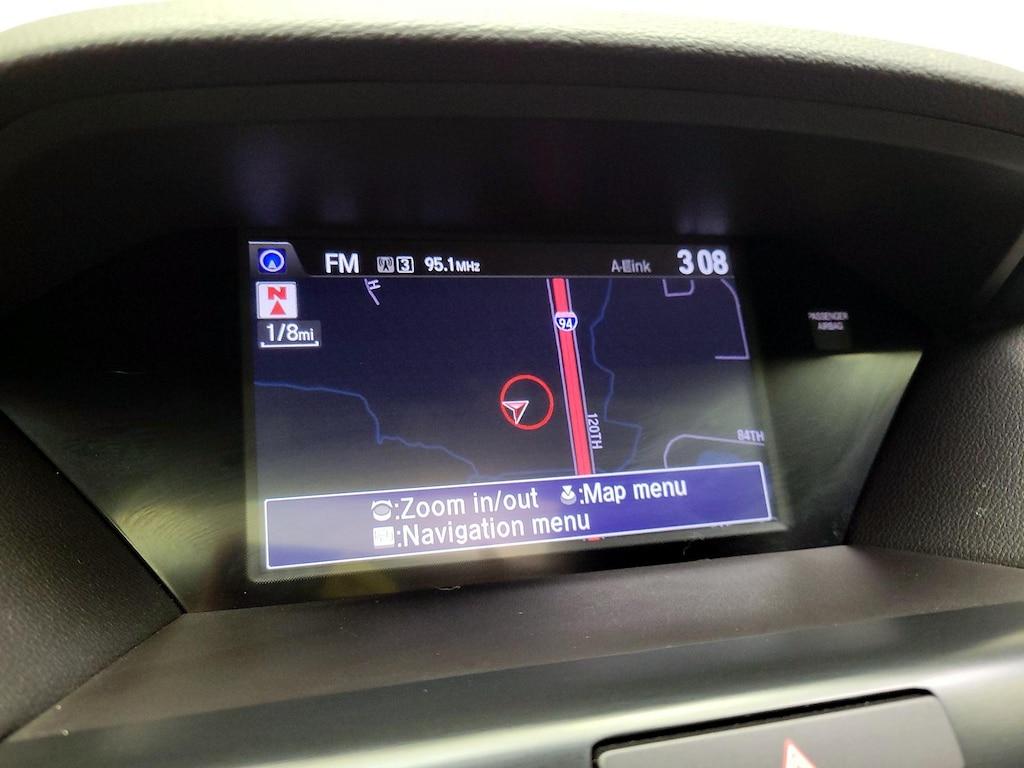 FM 3 95.1MHz 3 08
N
1/8mi
94
120TH
84TH
:Zoom in/out :Map menu
:Navigation menu
PASSENGER
AIRBAG